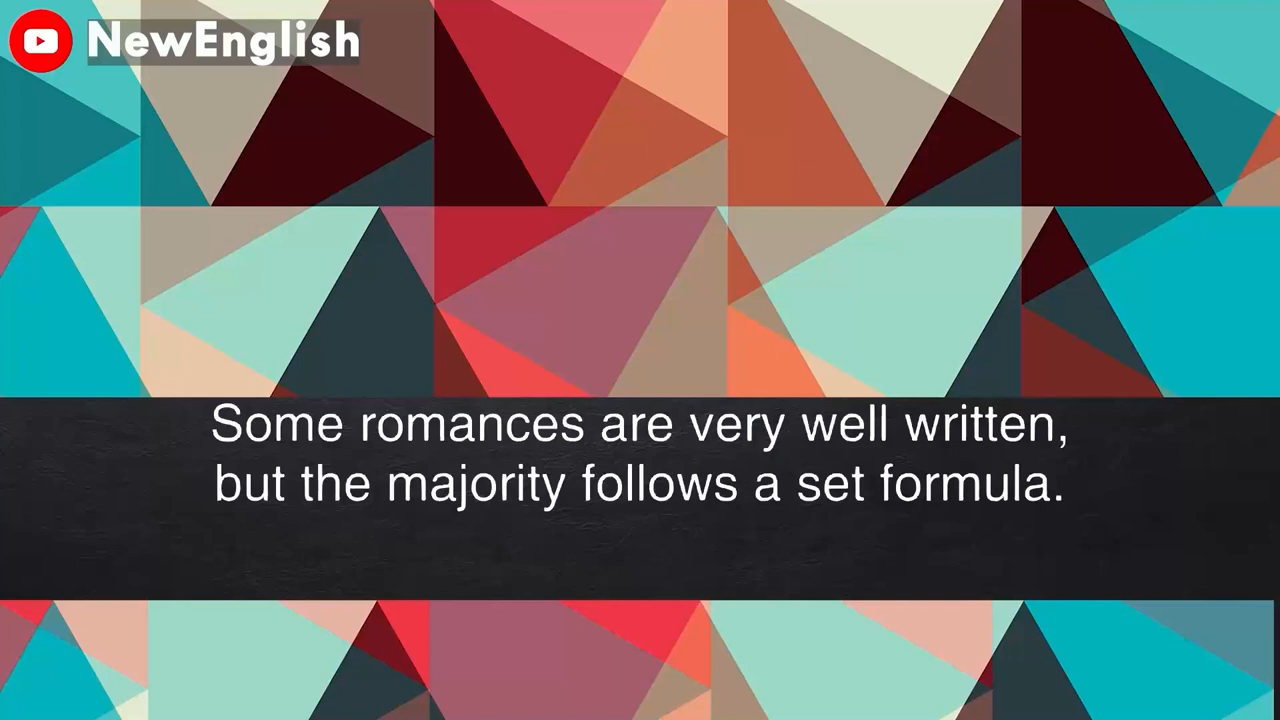 NewEnglish
Some romances are very well written,
but the majority follows a set formula.